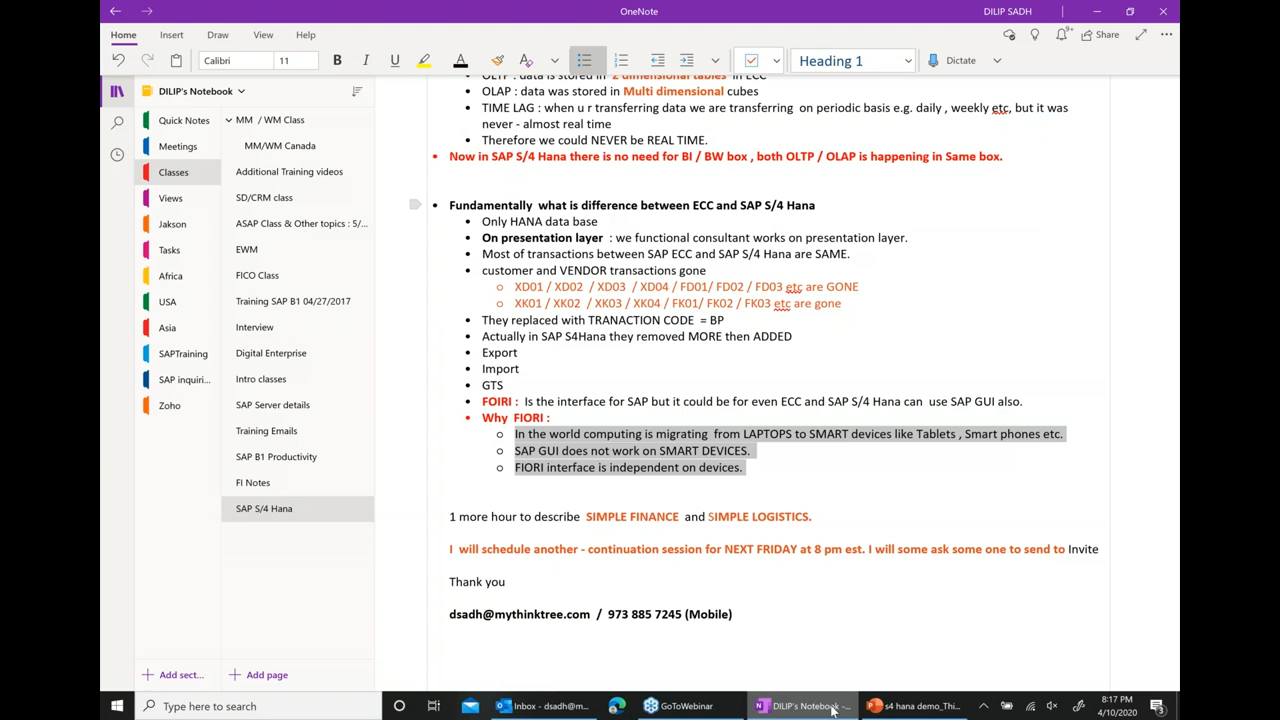 OneNote
DILIP SADH
Home Insert Draw View Help
Share
Calibri 11 B I U A Heading 1 Dictate
DILIP's Notebook
Quick Notes
Meetings
Classes
Views
Jakson
Tasks
Africa
USA
Asia
SAPTraining
SAP inquiri...
Zoho
MM / WM Class
MM/WM Canada
Additional Training videos
SD/CRM class
ASAP Class & Other topics : 5/...
EWM
FICO Class
Training SAP B1 04/27/2017
Interview
Digital Enterprise
Intro classes
SAP Server details
Training Emails
SAP B1 Productivity
FI Notes
SAP S/4 Hana
Add sect...
Add page
OLTP : data is stored in 2 dimensional tables in ECC
OLAP : data was stored in Multi dimensional cubes
TIME LAG : when u r transferring data we are transferring on periodic basis e.g. daily , weekly etc, but it was
never - almost real time
Therefore we could NEVER be REAL TIME.
Now in SAP S/4 Hana there is no need for BI / BW box , both OLTP / OLAP is happening in Same box.
Fundamentally what is difference between ECC and SAP S/4 Hana
Only HANA data base
On presentation layer : we functional consultant works on presentation layer.
Most of transactions between SAP ECC and SAP S/4 Hana are SAME.
customer and VENDOR transactions gone
XD01 / XD02 / XD03 / XD04 / FD01/ FD02 / FD03 etc are GONE
XK01 / XK02 / XK03 / XK04 / FK01/ FK02 / FK03 etc are gone
They replaced with TRANACTION CODE = BP
Actually in SAP S4Hana they removed MORE then ADDED
Export
Import
GTS
FOIRI : Is the interface for SAP but it could be for even ECC and SAP S/4 Hana can use SAP GUI also.
Why FIORI :
In the world computing is migrating from LAPTOPS to SMART devices like Tablets , Smart phones etc.
SAP GUI does not work on SMART DEVICES.
FIORI interface is independent on devices.
1 more hour to describe SIMPLE FINANCE and SIMPLE LOGISTICS.
I will schedule another - continuation session for NEXT FRIDAY at 8 pm est. I will some ask some one to send to Invite
Thank you
dsadh@mythinktree.com / 973 885 7245 (Mobile)
Type here to search
Inbox - dsadh@m...
GoToWebinar
DILIP's Notebook -...
s4 hana demo_Thi...
8:17 PM
4/10/2020
3